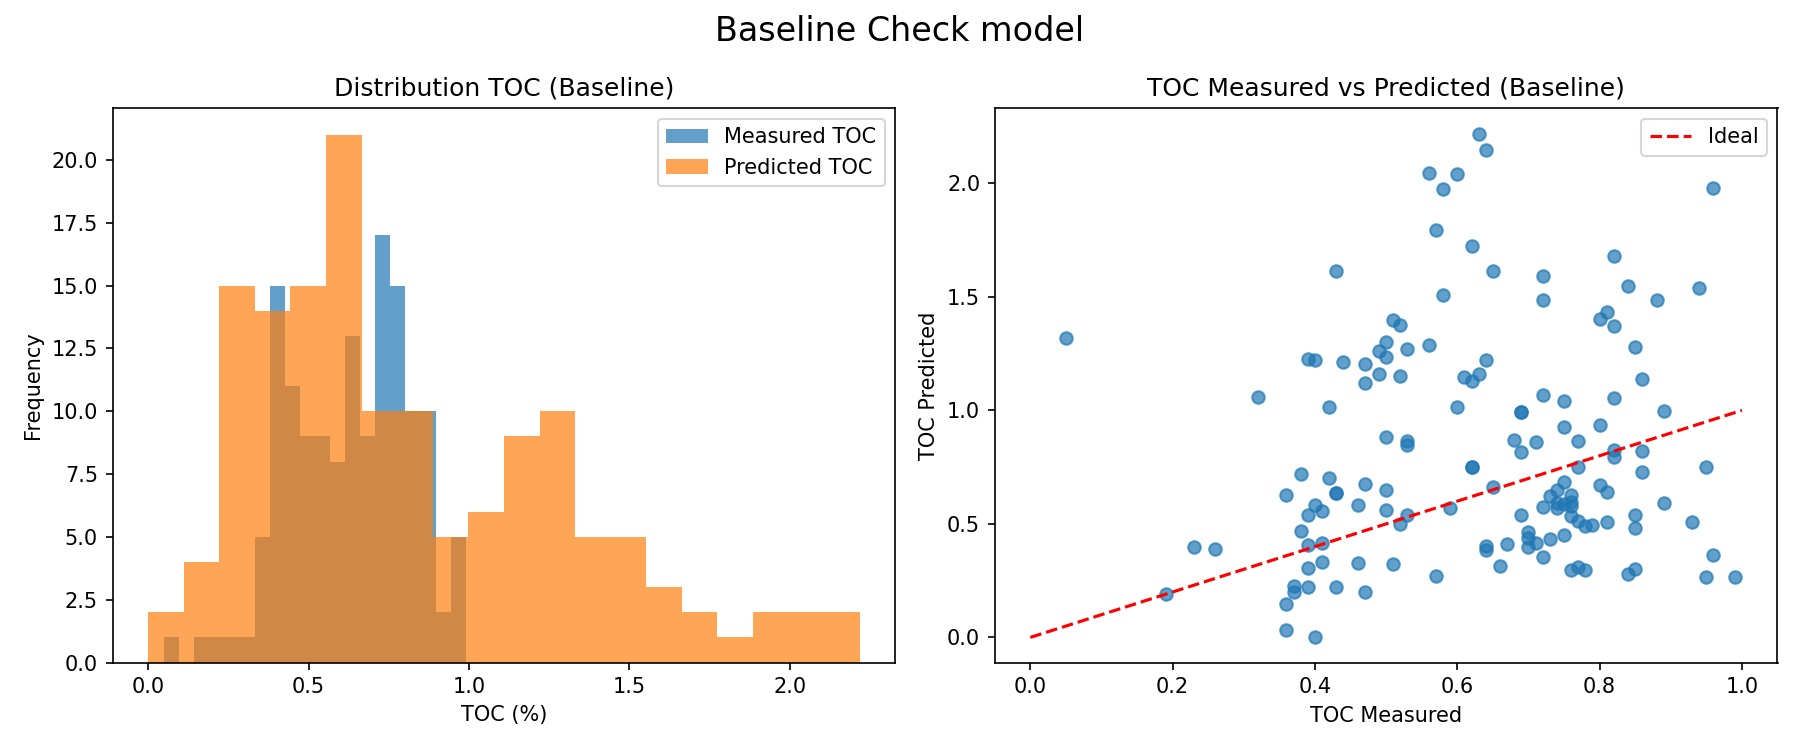 Baseline Check model
Distribution TOC (Baseline)
Measured TOC
Predicted TOC
Frequency
20.0
17.5
15.0
12.5
10.0
7.5
5.0
2.5
0.0
0.0 0.5 1.0 1.5 2.0
TOC (%)
TOC Measured vs Predicted (Baseline)
Ideal
TOC Predicted
2.0
1.5
1.0
0.5
0.0
0.0 0.2 0.4 0.6 0.8 1.0
TOC Measured